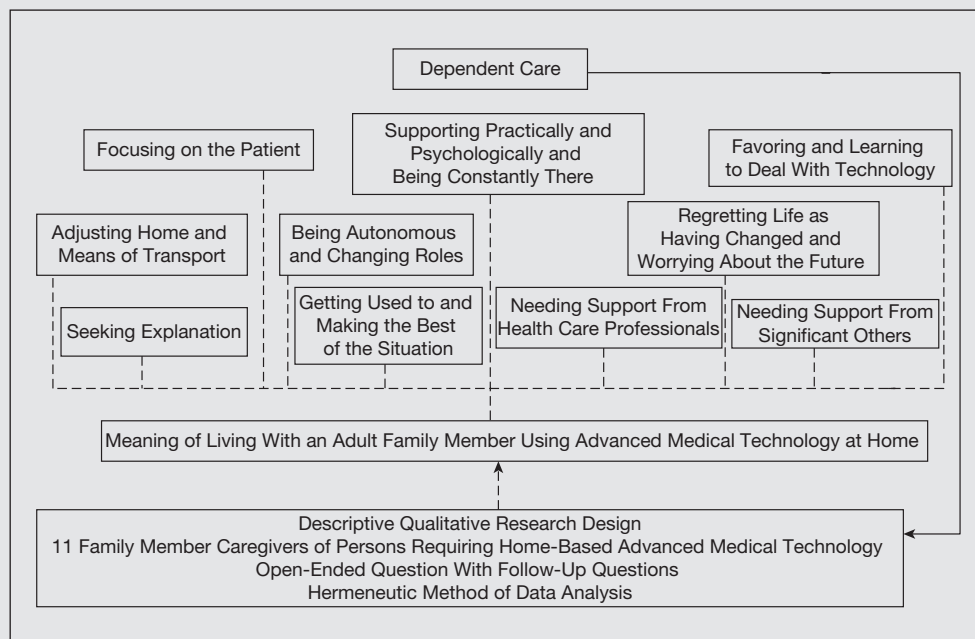 Dependent Care
Focusing on the Patient
Supporting Practically and
Psychologically and
Being Constantly There
Favoring and Learning
to Deal With Technology
Adjusting Home and
Means of Transport
Being Autonomous
and Changing Roles
Regretting Life as
Having Changed and
Worrying About the Future
Seeking Explanation
Getting Used to and
Making the Best
of the Situation
Needing Support From
Health Care Professionals
Needing Support From
Significant Others
Meaning of Living With an Adult Family Member Using Advanced Medical Technology at Home
Descriptive Qualitative Research Design
11 Family Member Caregivers of Persons Requiring Home-Based Advanced Medical Technology
Open-Ended Question With Follow-Up Questions
Hermeneutic Method of Data Analysis